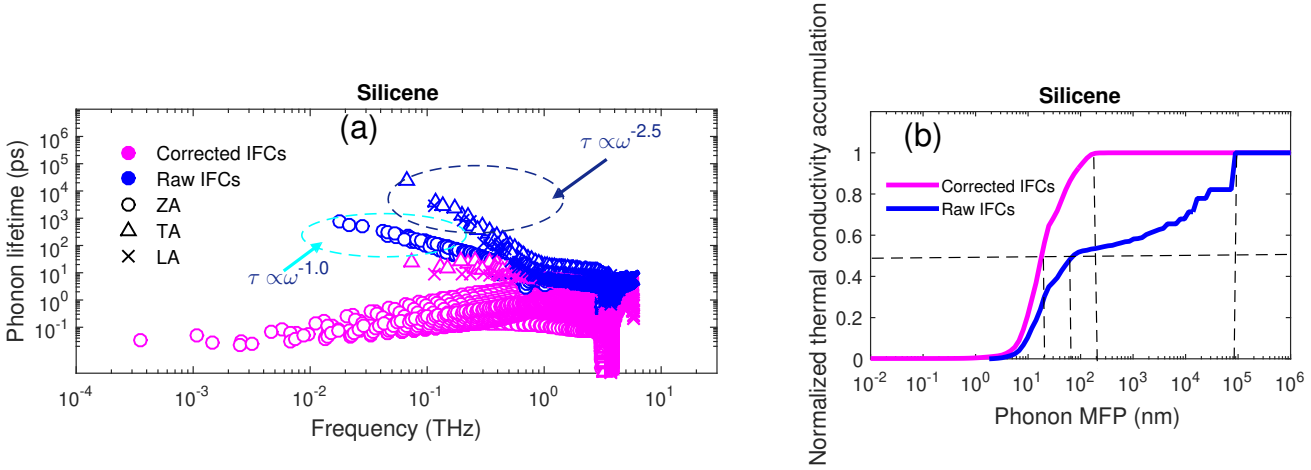 Silicene
(a)
Phonon lifetime (ps)
10^6
10^5
10^4
10^3
10^2
10^1
10^0
10^-1
Corrected IFCs
Raw IFCs
ZA
TA
LA
τ ∝ω^-2.5
τ ∝ω^-1.0
10^-4
10^-3
10^-2
10^-1
10^0
10^1
Frequency (THz)
Silicene
(b)
Normalized thermal conductivity accumulation
1
0.8
0.6
0.4
0.2
0
Corrected IFCs
Raw IFCs
10^-2
10^-1
10^0
10^1
10^2
10^3
10^4
10^5
10^6
Phonon MFP (nm)